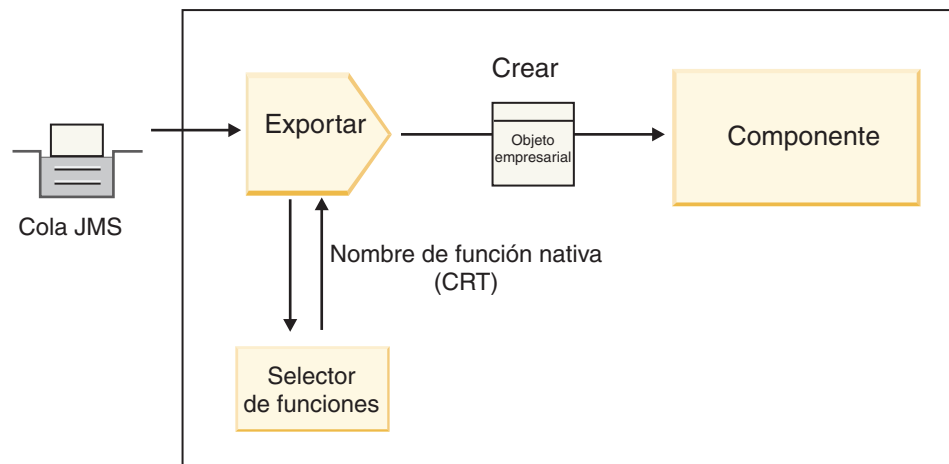 Crear
Exportar
Objeto
empresarial
Componente
Cola JMS
Nombre de función nativa
(CRT)
Selector
de funciones